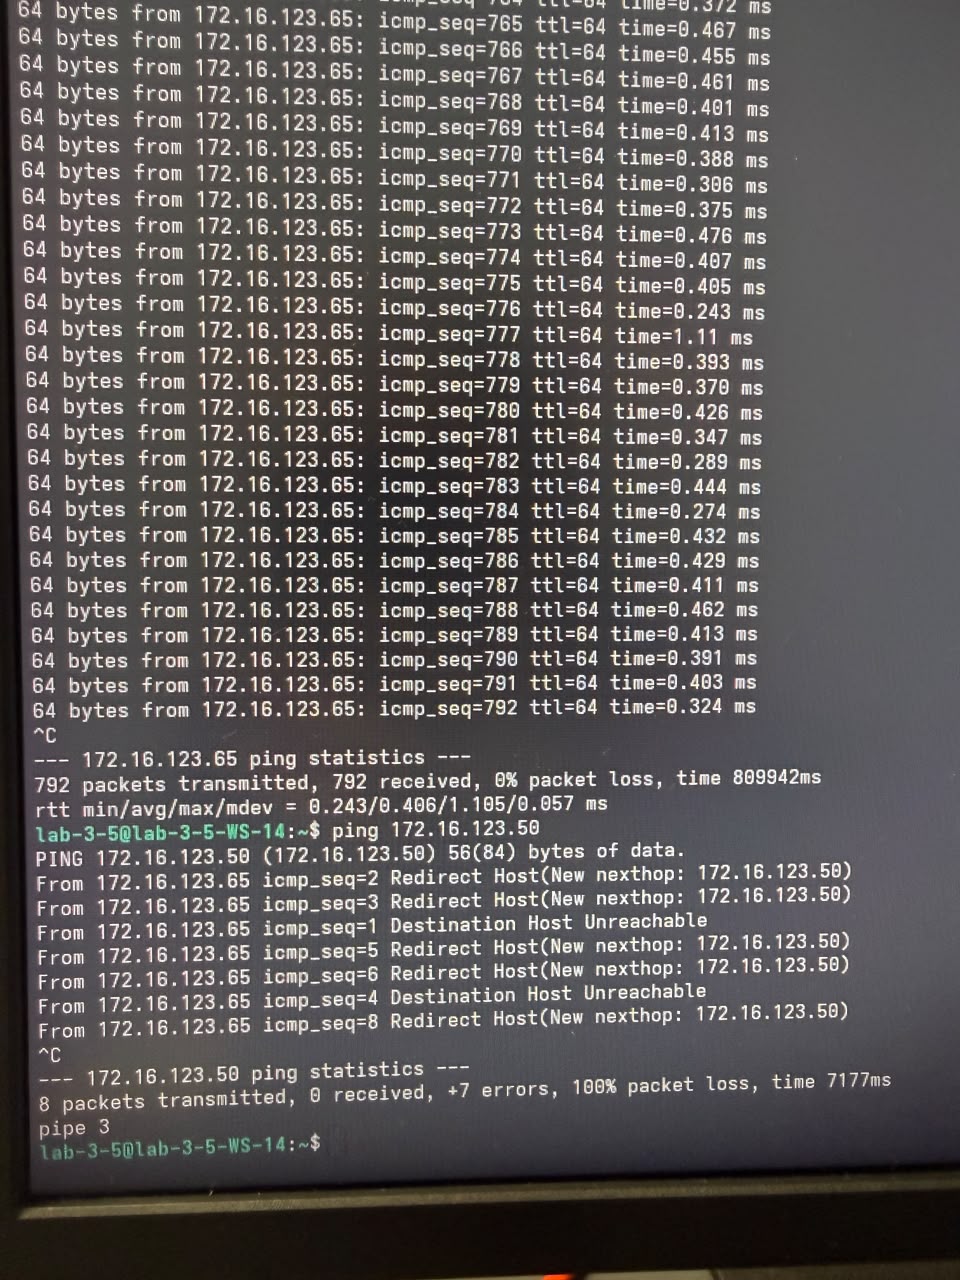 64 bytes from 172.16.123.65: icmp_seq=764 ttl=64 time=0.372 ms
64 bytes from 172.16.123.65: icmp_seq=765 ttl=64 time=0.467 ms
64 bytes from 172.16.123.65: icmp_seq=766 ttl=64 time=0.455 ms
64 bytes from 172.16.123.65: icmp_seq=767 ttl=64 time=0.461 ms
64 bytes from 172.16.123.65: icmp_seq=768 ttl=64 time=0.401 ms
64 bytes from 172.16.123.65: icmp_seq=769 ttl=64 time=0.413 ms
64 bytes from 172.16.123.65: icmp_seq=770 ttl=64 time=0.388 ms
64 bytes from 172.16.123.65: icmp_seq=771 ttl=64 time=0.306 ms
64 bytes from 172.16.123.65: icmp_seq=772 ttl=64 time=0.375 ms
64 bytes from 172.16.123.65: icmp_seq=773 ttl=64 time=0.476 ms
64 bytes from 172.16.123.65: icmp_seq=774 ttl=64 time=0.407 ms
64 bytes from 172.16.123.65: icmp_seq=775 ttl=64 time=0.405 ms
64 bytes from 172.16.123.65: icmp_seq=776 ttl=64 time=0.243 ms
64 bytes from 172.16.123.65: icmp_seq=777 ttl=64 time=1.11 ms
64 bytes from 172.16.123.65: icmp_seq=778 ttl=64 time=0.393 ms
64 bytes from 172.16.123.65: icmp_seq=779 ttl=64 time=0.370 ms
64 bytes from 172.16.123.65: icmp_seq=780 ttl=64 time=0.426 ms
64 bytes from 172.16.123.65: icmp_seq=781 ttl=64 time=0.347 ms
64 bytes from 172.16.123.65: icmp_seq=782 ttl=64 time=0.289 ms
64 bytes from 172.16.123.65: icmp_seq=783 ttl=64 time=0.444 ms
64 bytes from 172.16.123.65: icmp_seq=784 ttl=64 time=0.274 ms
64 bytes from 172.16.123.65: icmp_seq=785 ttl=64 time=0.432 ms
64 bytes from 172.16.123.65: icmp_seq=786 ttl=64 time=0.429 ms
64 bytes from 172.16.123.65: icmp_seq=787 ttl=64 time=0.411 ms
64 bytes from 172.16.123.65: icmp_seq=788 ttl=64 time=0.462 ms
64 bytes from 172.16.123.65: icmp_seq=789 ttl=64 time=0.413 ms
64 bytes from 172.16.123.65: icmp_seq=790 ttl=64 time=0.391 ms
64 bytes from 172.16.123.65: icmp_seq=791 ttl=64 time=0.403 ms
64 bytes from 172.16.123.65: icmp_seq=792 ttl=64 time=0.324 ms
^C
--- 172.16.123.65 ping statistics ---
792 packets transmitted, 792 received, 0% packet loss, time 809942ms
rtt min/avg/max/mdev = 0.243/0.406/1.105/0.057 ms
lab-3-5@lab-3-5-WS-14:~$ ping 172.16.123.50
PING 172.16.123.50 (172.16.123.50) 56(84) bytes of data.
From 172.16.123.65 icmp_seq=2 Redirect Host(New nexthop: 172.16.123.50)
From 172.16.123.65 icmp_seq=3 Redirect Host(New nexthop: 172.16.123.50)
From 172.16.123.65 icmp_seq=1 Destination Host Unreachable
From 172.16.123.65 icmp_seq=5 Redirect Host(New nexthop: 172.16.123.50)
From 172.16.123.65 icmp_seq=6 Redirect Host(New nexthop: 172.16.123.50)
From 172.16.123.65 icmp_seq=4 Destination Host Unreachable
From 172.16.123.65 icmp_seq=8 Redirect Host(New nexthop: 172.16.123.50)
^C
--- 172.16.123.50 ping statistics ---
8 packets transmitted, 0 received, +7 errors, 100% packet loss, time 7177ms
pipe 3
lab-3-5@lab-3-5-WS-14:~$